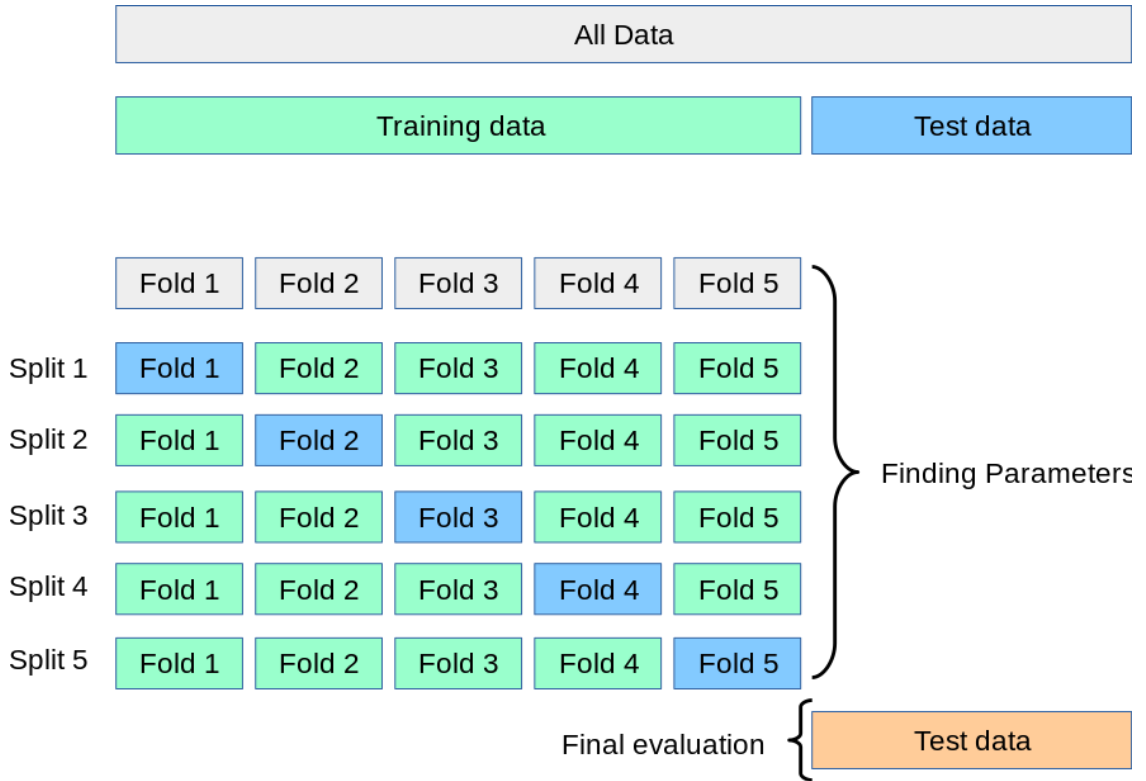 All Data
Training data Test data
Fold 1 Fold 2 Fold 3 Fold 4 Fold 5
Split 1 Fold 1 Fold 2 Fold 3 Fold 4 Fold 5
Split 2 Fold 1 Fold 2 Fold 3 Fold 4 Fold 5
Finding Parameters
Split 3 Fold 1 Fold 2 Fold 3 Fold 4 Fold 5
Split 4 Fold 1 Fold 2 Fold 3 Fold 4 Fold 5
Split 5 Fold 1 Fold 2 Fold 3 Fold 4 Fold 5
Final evaluation Test data